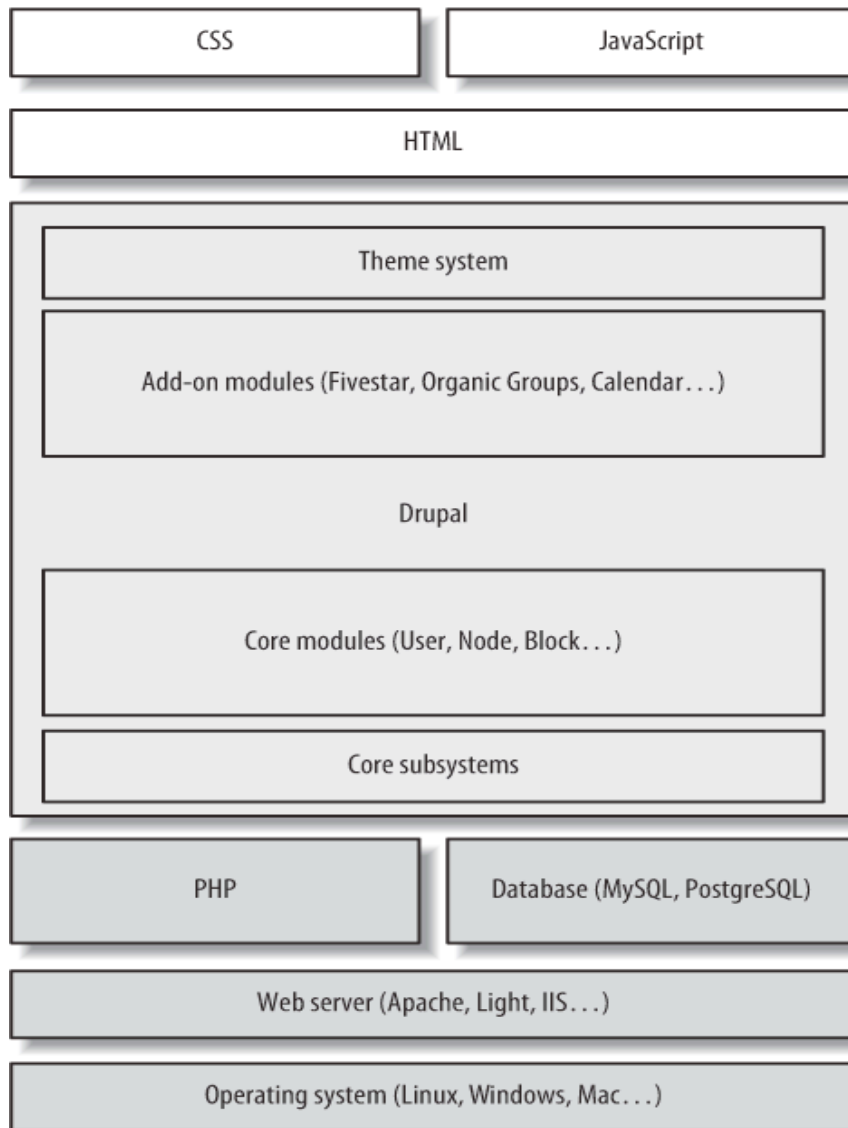 CSS
JavaScript
HTML
Theme system
Add-on modules (Fivestar, Organic Groups, Calendar...)
Drupal
Core modules (User, Node, Block...)
Core subsystems
PHP
Database (MySQL, PostgreSQL)
Web server (Apache, Light, IIS...)
Operating system (Linux, Windows, Mac...)